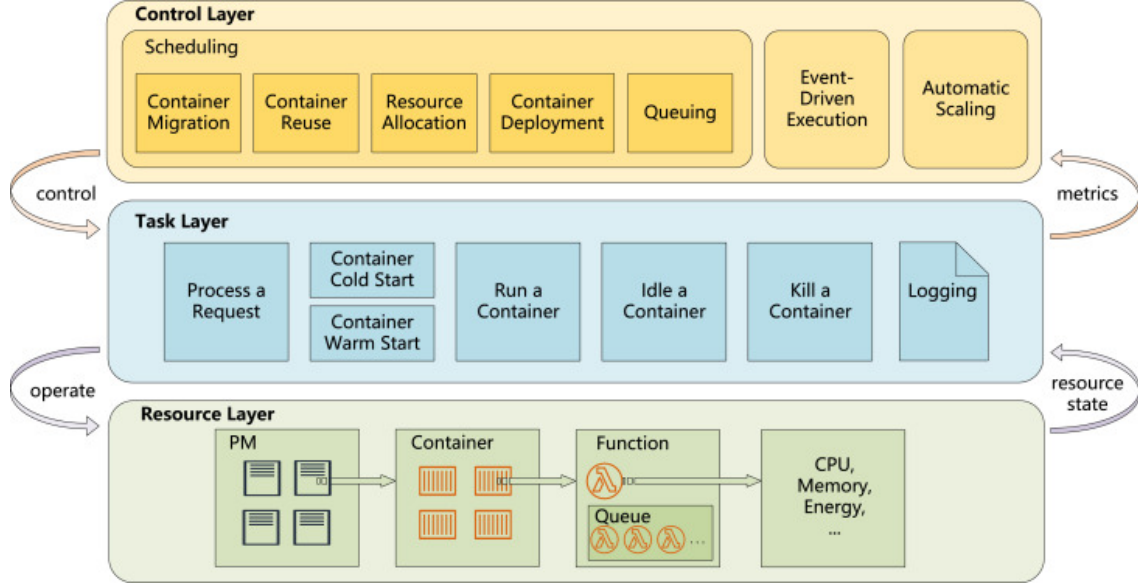 Control Layer
Scheduling
Container
Migration
Container
Reuse
Resource
Allocation
Container
Deployment
Queuing
Event-
Driven
Execution
Automatic
Scaling
control
metrics
Task Layer
Process a
Request
Container
Cold Start
Container
Warm Start
Run a
Container
Idle a
Container
Kill a
Container
Logging
operate
resource
state
Resource Layer
PM
Container
Function
Queue
...
CPU,
Memory,
Energy,
...